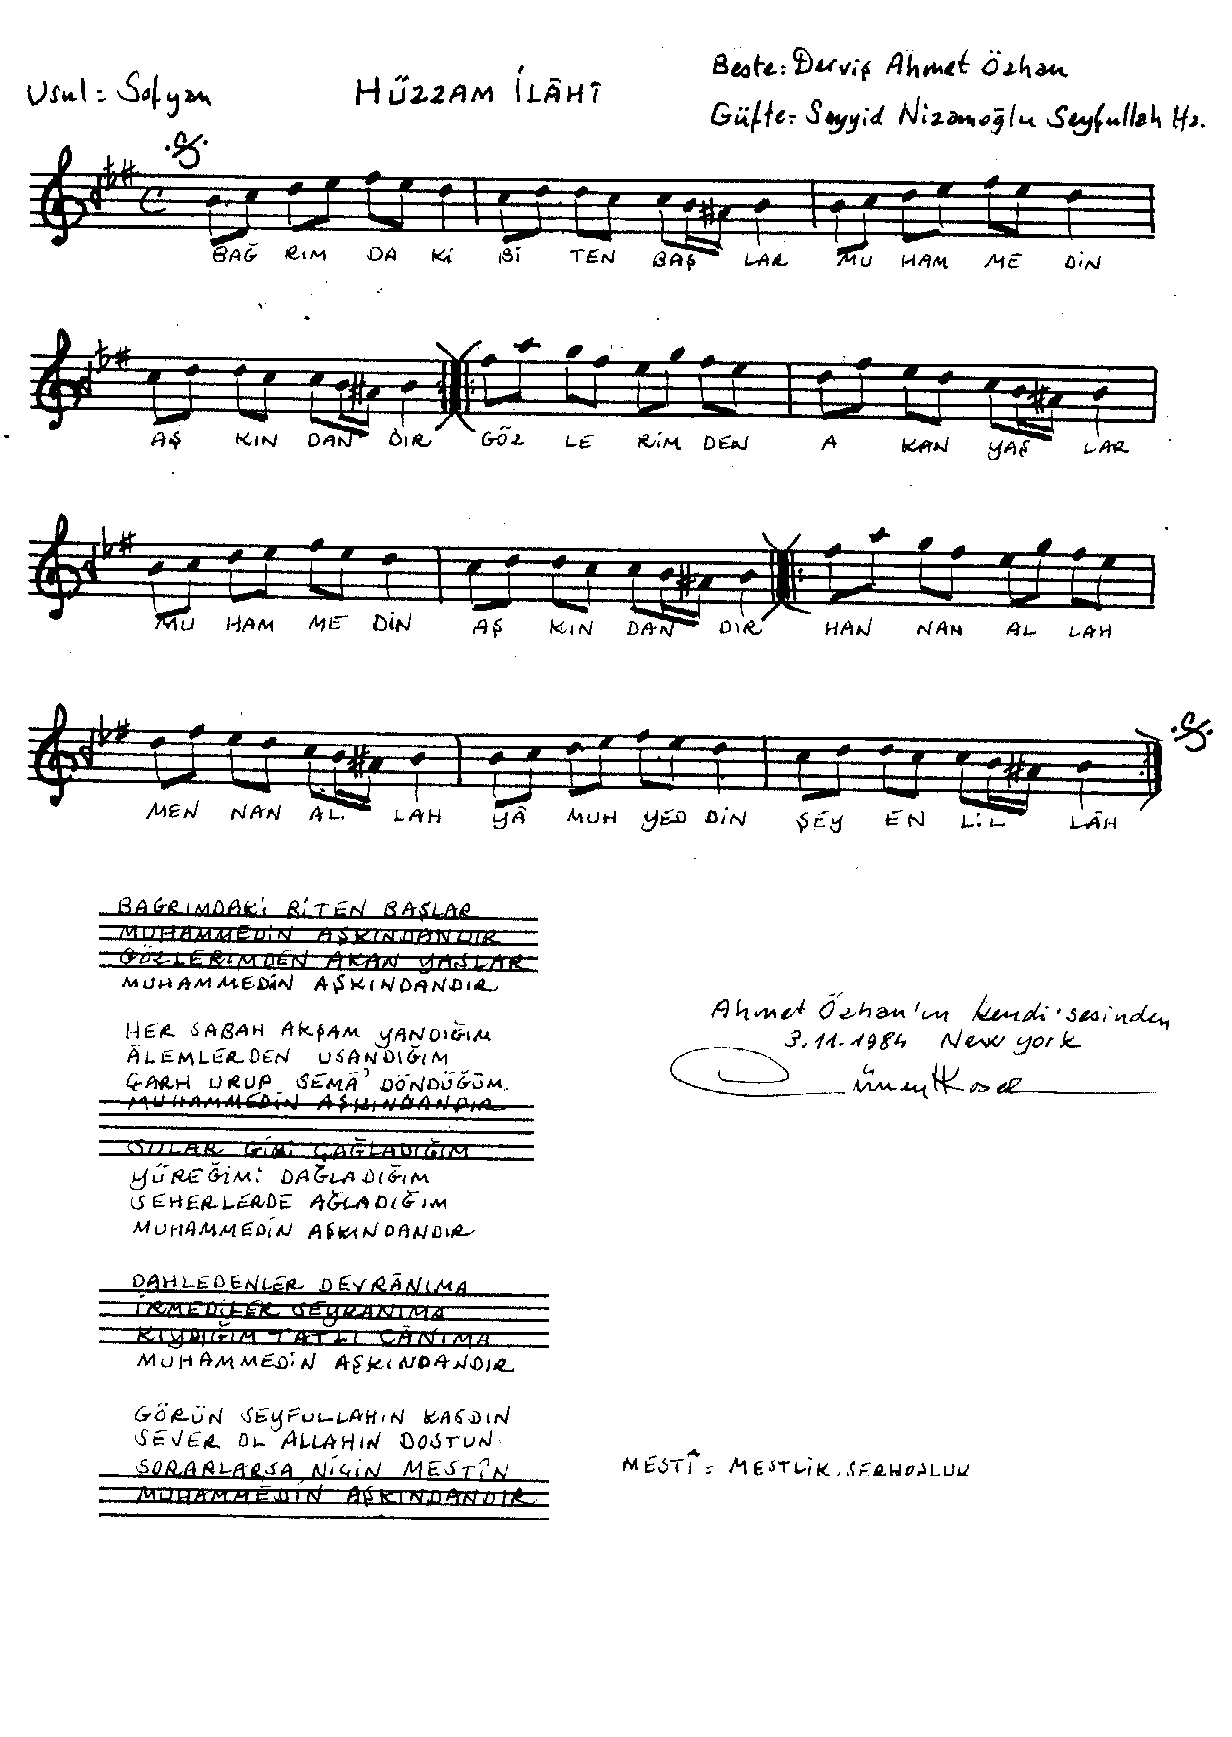 Usul = Sofyan
HÜZZAM İLÂHÎ
Beste: Derviş Ahmet Özhan
Güfte: Seyyid Nizamoğlu Seyfullah Hz.
BAĞ RIM DA Kİ Bİ TEN BAŞ LAR MU HAM ME DİN
AŞ KIN DAN DIR GÖZ LE RİM DEN A KAN YAŞ LAR
MU HAM ME DİN AŞ KIN DAN DIR HAN NAN AL LAH
MEN NAN AL LAH YÂ MUH YED DİN ŞEY EN LİL LÂH
BAĞRIMDAKİ BİTEN BAŞLAR
MUHAMMEDİN AŞKINDANDIR
GÖZLERİMDEN AKAN YAŞLAR
MUHAMMEDİN AŞKINDANDIR
HER SABAH AKŞAM YANDIĞIM
ÂLEMLERDEN USANDIĞIM
ÇARH URUP SEMÂ' DÖNDÜĞÜM
MUHAMMEDİN AŞKINDANDIR
SULAR GİBİ ÇAĞLADIĞIM
YÜREĞİMİ DAĞLADIĞIM
SEHERLERDE AĞLADIĞIM
MUHAMMEDİN AŞKINDANDIR
DAHLEDENLER DEVRÂNIMA
İRMEDİLER SEYRANIMA
KIYDIĞIM TATLI CÂNIMA
MUHAMMEDİN AŞKINDANDIR
GÖRÜN SEYFULLAHIN KASDIN
SEVER OL ALLAHIN DOSTUN
SORARLARSA NİÇİN MESTÎN
MUHAMMEDİN AŞKINDANDIR
Ahmet Özhan'ın kendi sesinden
3.11.1984 New york
Cüneyt Kosal
MESTÎ = MESTLİK, SERHOŞLUK